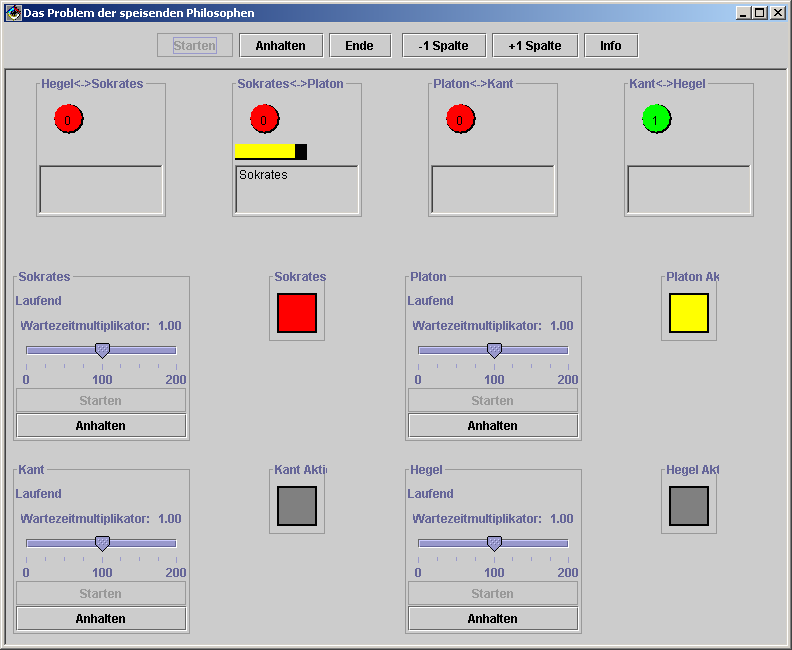 Das Problem der speisenden Philosophen
Starten Anhalten Ende -1 Spalte +1 Spalte Info
Hegel<->Sokrates Sokrates<->Platon Platon<->Kant Kant<->Hegel
0 0 0 1
Sokrates
Sokrates Sokrates Platon Platon Ak
Laufend Laufend
Wartezeitmultiplikator: 1.00 Wartezeitmultiplikator: 1.00
0 100 200 0 100 200
Starten Starten
Anhalten Anhalten
Kant Kant Akti Hegel Hegel Akt
Laufend Laufend
Wartezeitmultiplikator: 1.00 Wartezeitmultiplikator: 1.00
0 100 200 0 100 200
Starten Starten
Anhalten Anhalten